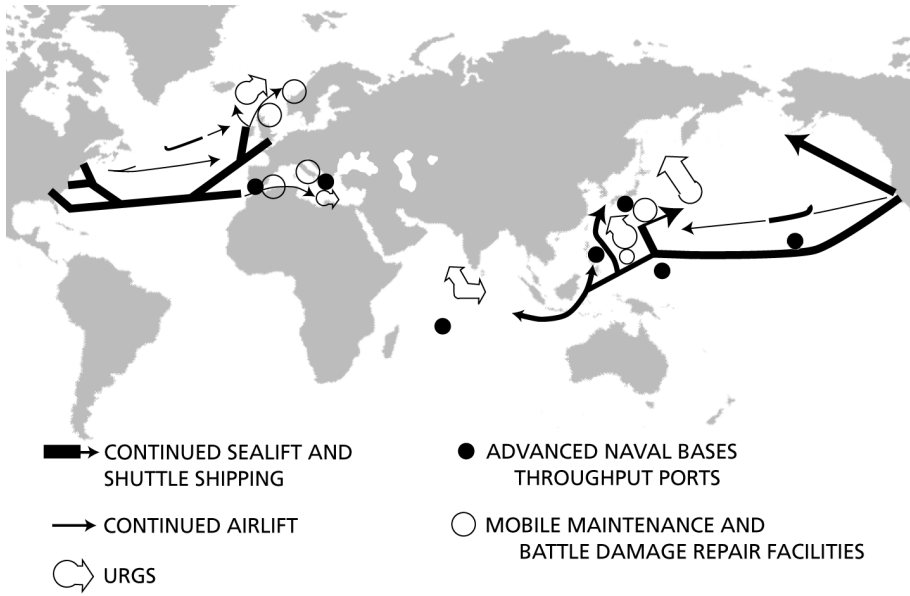 CONTINUED SEALIFT AND
SHUTTLE SHIPPING
CONTINUED AIRLIFT
URGS
ADVANCED NAVAL BASES
THROUGHPUT PORTS
MOBILE MAINTENANCE AND
BATTLE DAMAGE REPAIR FACILITIES